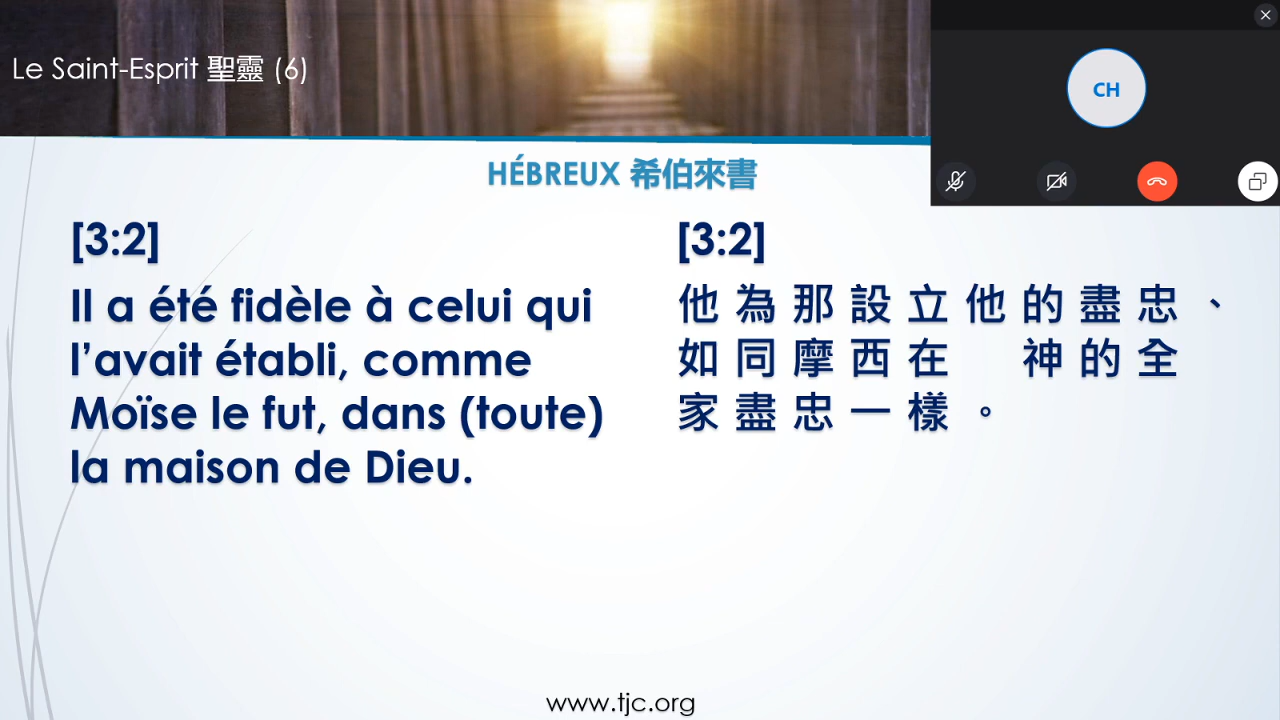 Le Saint-Esprit 聖靈 (6)
CH
HÉBREUX 希伯來書
[3:2]
Il a été fidèle à celui qui
l’avait établi, comme
Moïse le fut, dans (toute)
la maison de Dieu.
[3:2]
他為那設立他的盡忠、
如同摩西在　神的全
家盡忠一樣。
www.tjc.org